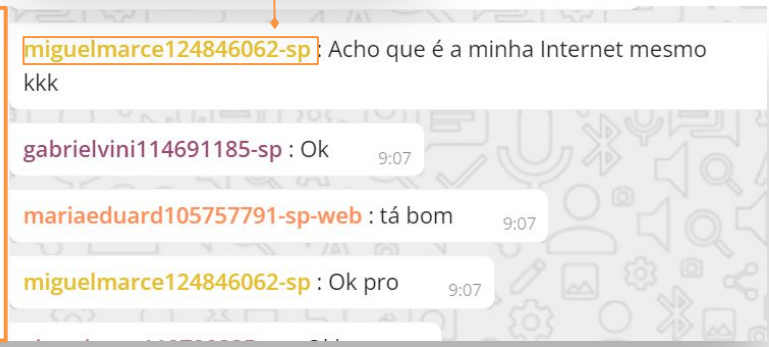 miguelmarce124846062-sp : Acho que é a minha Internet mesmo
kkk
gabrielvini114691185-sp : Ok 9:07
mariaeduard105757791-sp-web : tá bom 9:07
miguelmarce124846062-sp : Ok pro 9:07